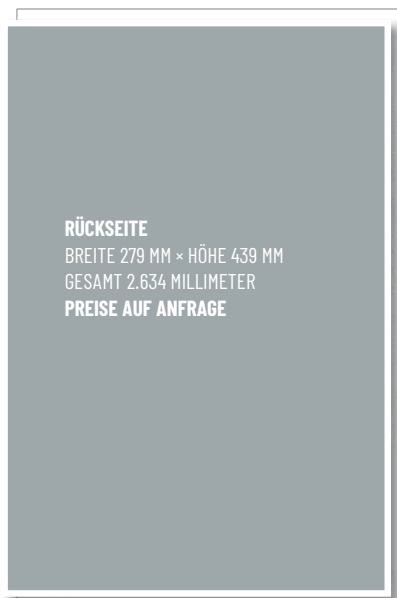 RÜCKSEITE
BREITE 279 MM × HÖHE 439 MM
GESAMT 2.634 MILLIMETER
PREISE AUF ANFRAGE